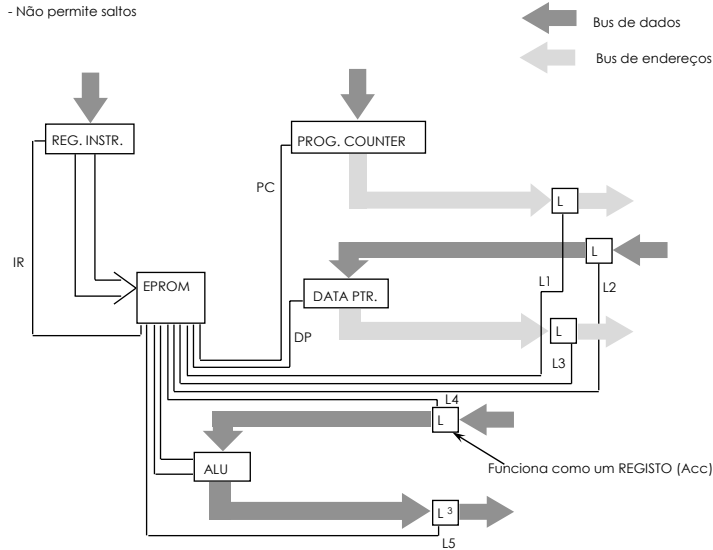 - Não permite saltos
Bus de dados
Bus de endereços
REG. INSTR.
PROG. COUNTER
PC
L
L
IR
EPROM
DATA PTR.
L1
L2
DP
L
L3
L4
L
ALU
Funciona como um REGISTO (Acc)
L 3
L5